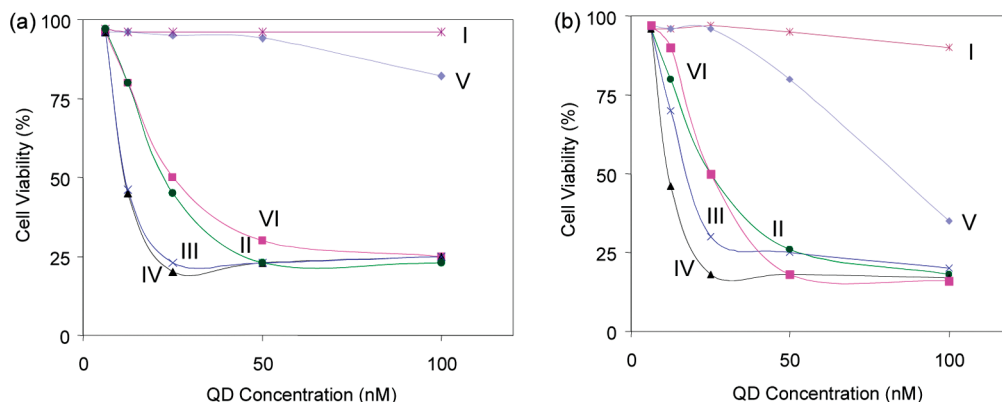 (a)
100
75
50
25
0
Cell Viability (%)
I
V
VI
II
III
IV
0
50
100
QD Concentration (nM)
(b)
100
75
50
25
0
Cell Viability (%)
I
VI
V
II
III
IV
0
50
100
QD Concentration (nM)